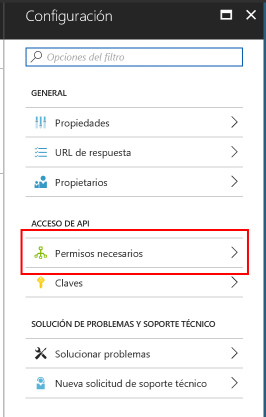 Configuración
Opciones del filtro
GENERAL
Propiedades
URL de respuesta
Propietarios
ACCESO DE API
Permisos necesarios
Claves
SOLUCIÓN DE PROBLEMAS Y SOPORTE TÉCNICO
Solucionar problemas
Nueva solicitud de soporte técnico